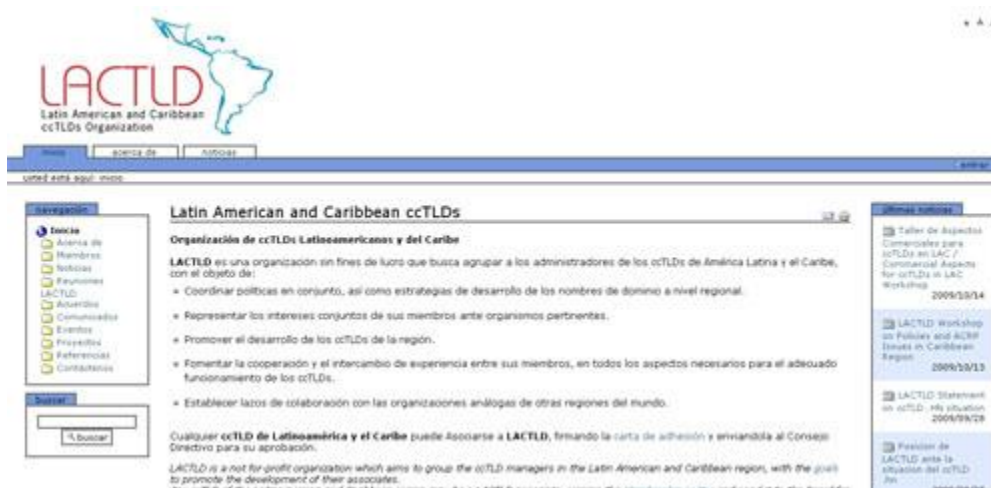 LACTLD
Latin American and Caribbean
ccTLDs Organization
inicio
acerca de
noticias
entrar
usted está aquí: inicio
navegación
Inicio
Acerca de
Miembros
Noticias
Reuniones
LACTLD
Acuerdos
Comunicados
Eventos
Proyectos
Referencias
Contáctenos
buscar
buscar
Latin American and Caribbean ccTLDs
Organización de ccTLDs Latinoamericanos y del Caribe
LACTLD es una organización sin fines de lucro que busca agrupar a los administradores de los ccTLDs de América Latina y el Caribe,
con el objeto de:
Coordinar políticas en conjunto, así como estrategias de desarrollo de los nombres de dominio a nivel regional.
Representar los intereses conjuntos de sus miembros ante organismos pertinentes.
Promover el desarrollo de los ccTLDs de la región.
Fomentar la cooperación y el intercambio de experiencia entre sus miembros, en todos los aspectos necesarios para el adecuado
funcionamiento de los ccTLDs.
Establecer lazos de colaboración con las organizaciones análogas de otras regiones del mundo.
Cualquier ccTLD de Latinoamérica y el Caribe puede Asociarse a LACTLD, firmando la carta de adhesión y enviandola al Consejo
Directivo para su aprobación.
LACTLD is a not for-profit organization which aims to group the ccTLD managers in the Latin American and Caribbean region, with the goals
to promote the development of their associates.
últimas noticias
Taller de Aspectos
Comerciales para
ccTLDs en LAC /
Commercial Aspects
for ccTLDs in LAC
Workshop
2009/10/14
LACTLD Workshop
on Policies and ACRP
Issues in Caribbean
Region
2009/10/13
LACTLD Statement
on ccTLD .HN situation
2009/09/28
Posicion de
LACTLD ante la
situacion del ccTLD